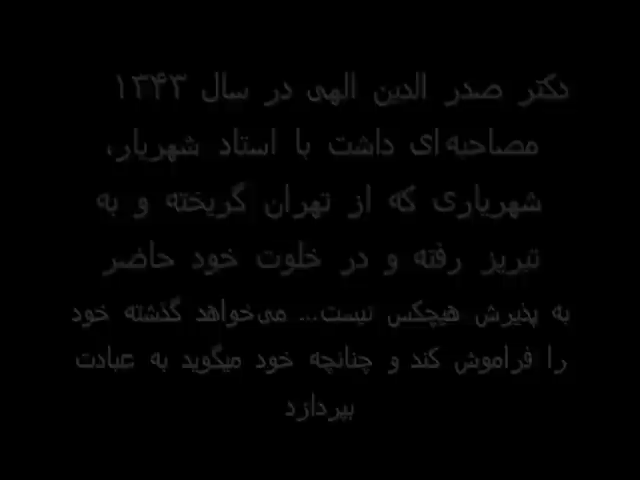 دکتر صدر الدین الهی در سال ۱۳۴۳
مصاحبه ای داشت با استاد شهریار،
شهریاری که از تهران گریخته و به
تبریز رفته و در خلوت خود حاضر
به پذیرش هیچکس نیست... می‌خواهد گذشته خود
را فراموش کند و چنانچه خود میگوید به عبادت
بپردازد